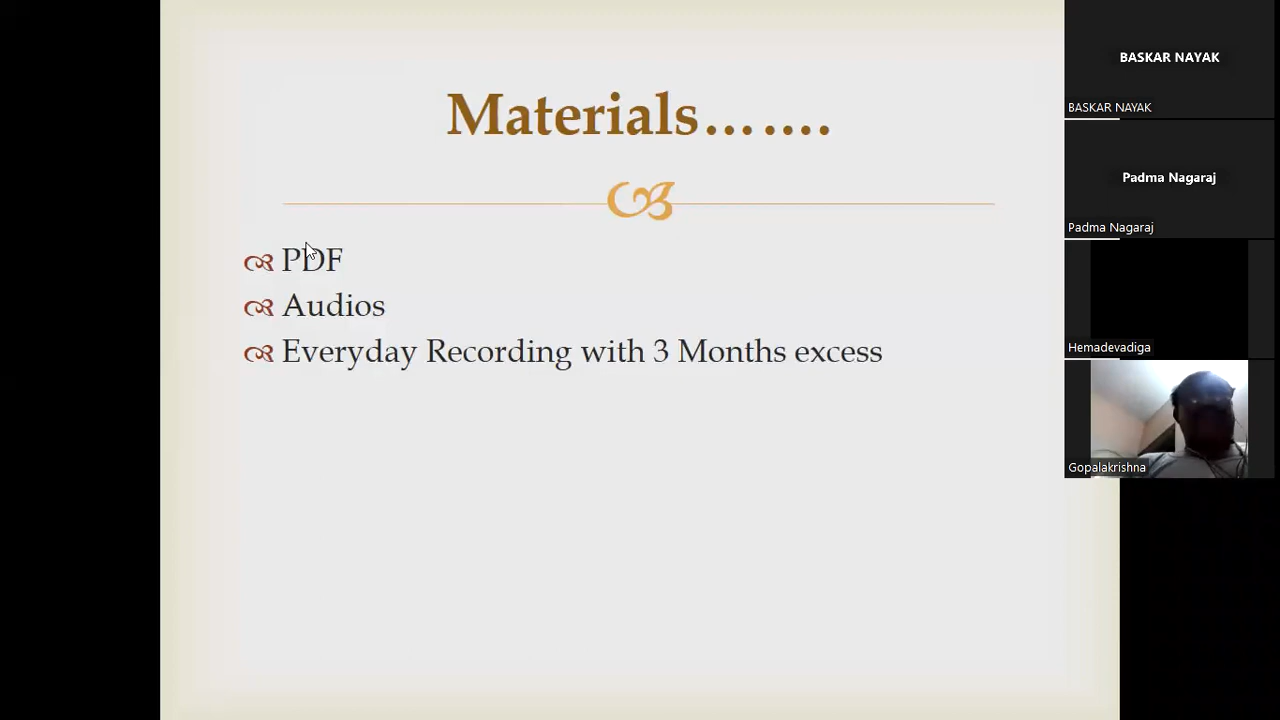 Materials…….
PDF
Audios
Everyday Recording with 3 Months excess
BASKAR NAYAK
BASKAR NAYAK
Padma Nagaraj
Padma Nagaraj
Hemadevadiga
Gopalakrishna